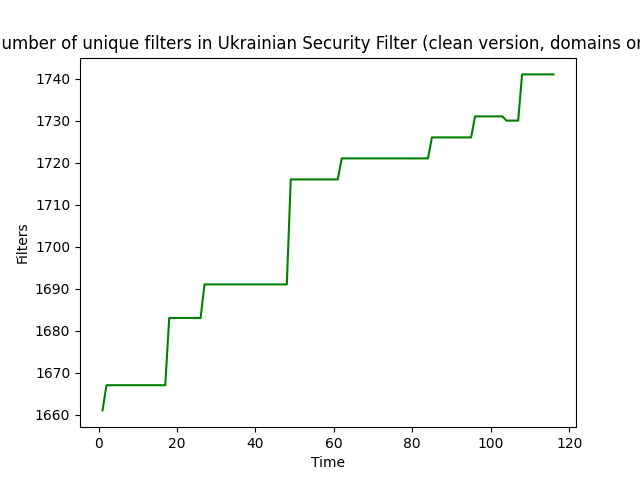 umber of unique filters in Ukrainian Security Filter (clean version, domains or
1740
1730
1720
1710
1700
1690
1680
1670
1660
Filters
0 20 40 60 80 100 120
Time